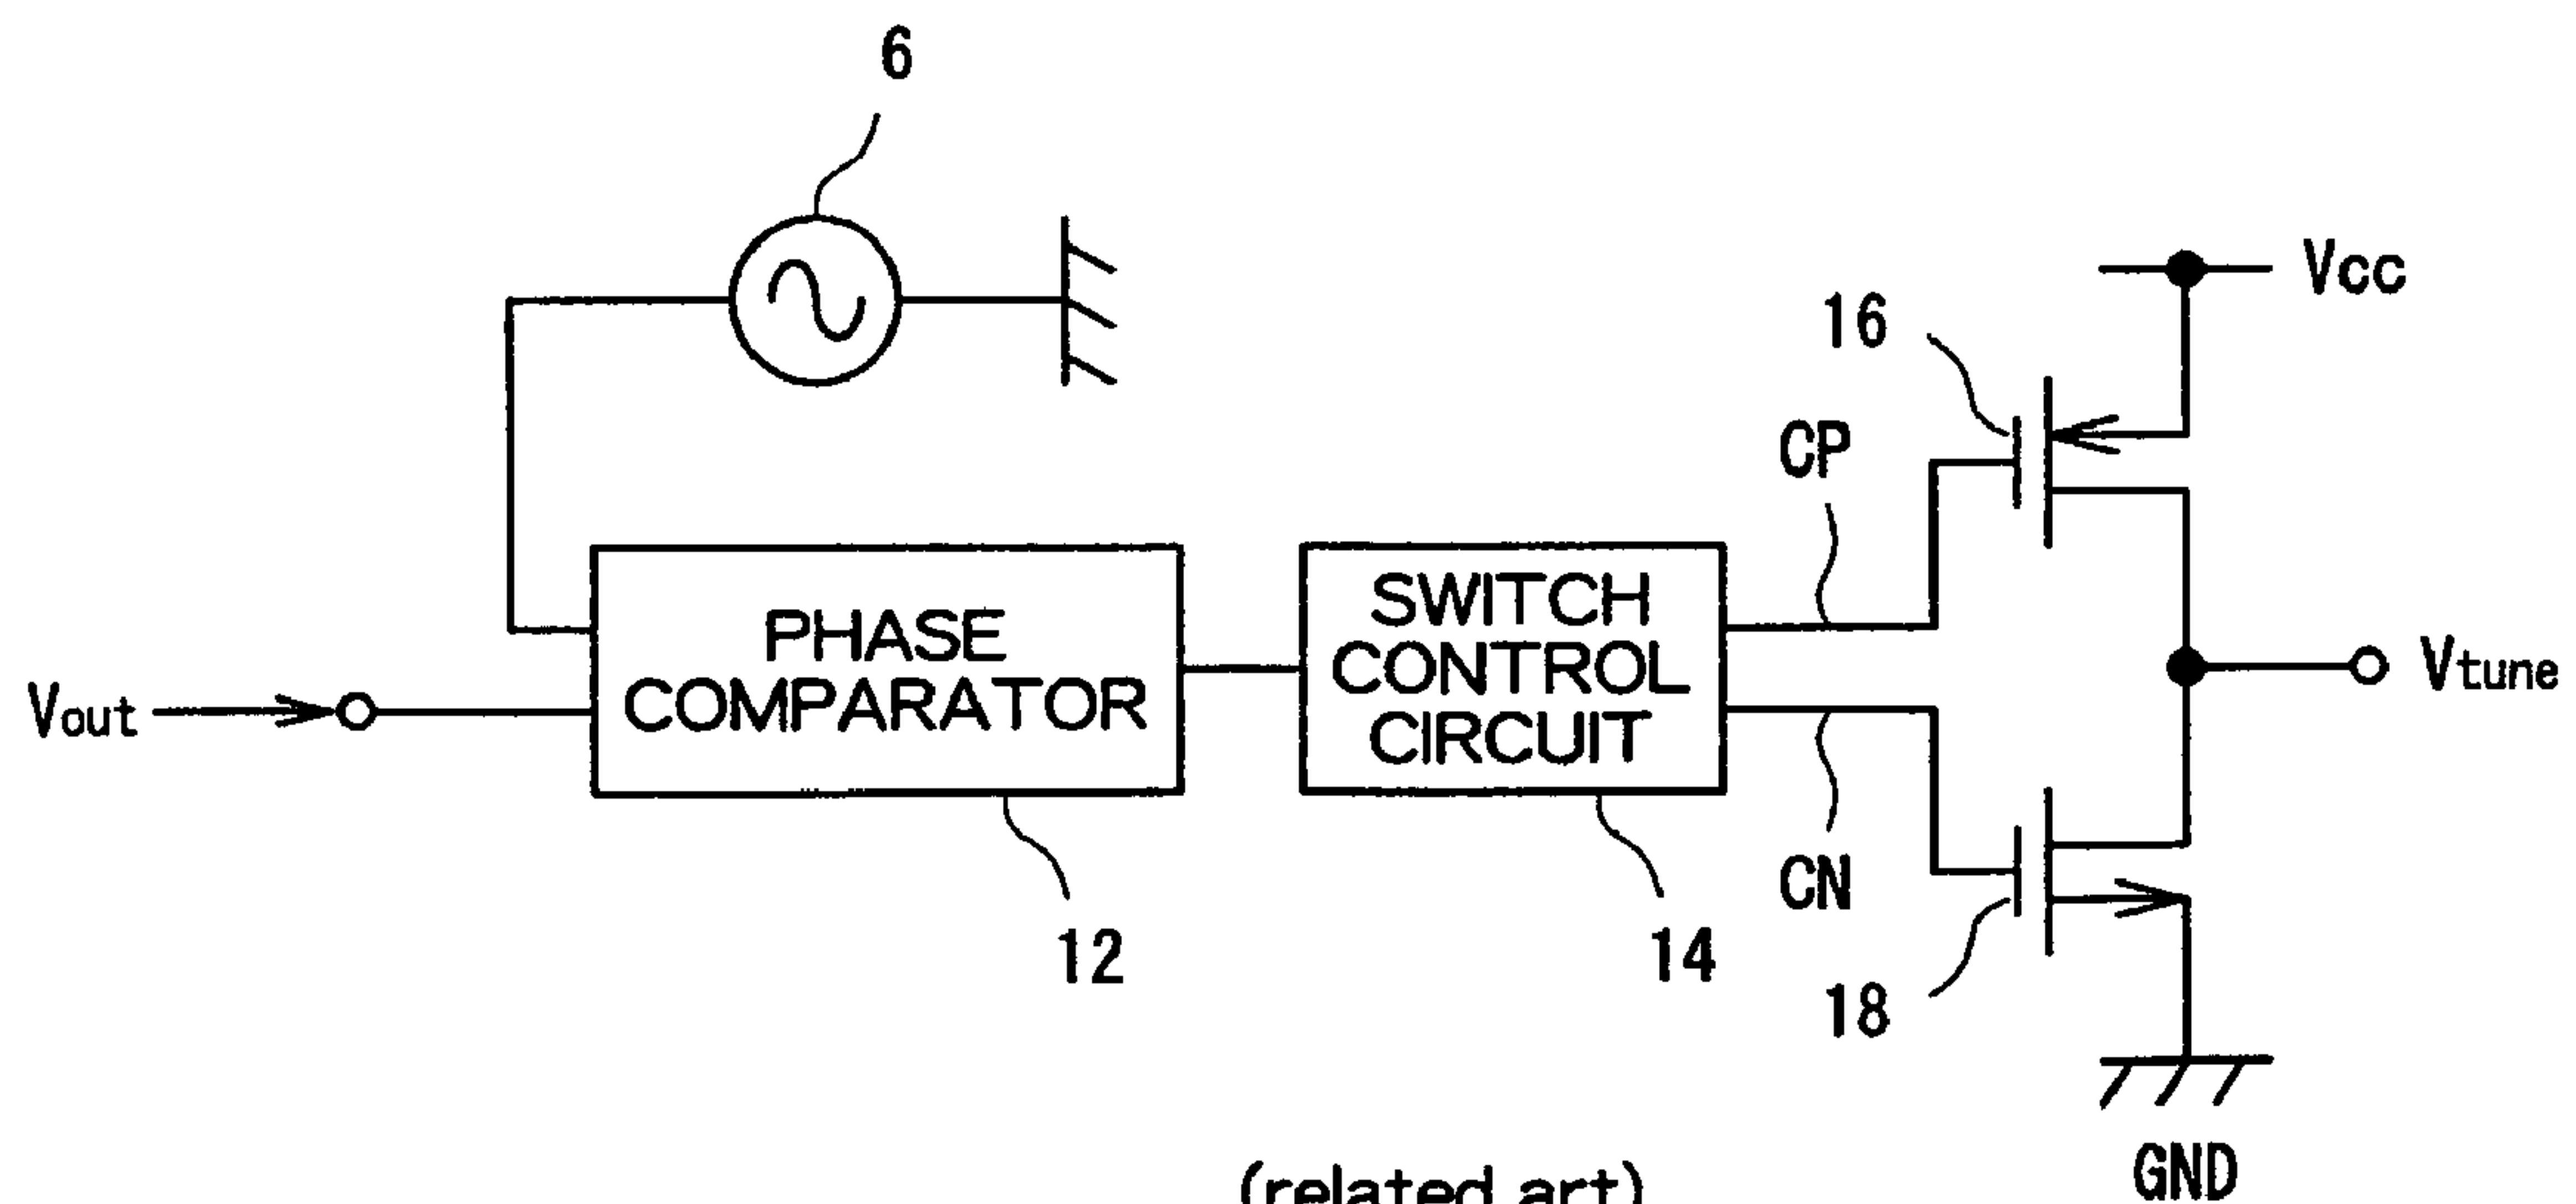 6
Vcc
16
CP
PHASE
COMPARATOR
SWITCH
CONTROL
CIRCUIT
Vout
Vtune
CN
12
14
18
GND
(related art)